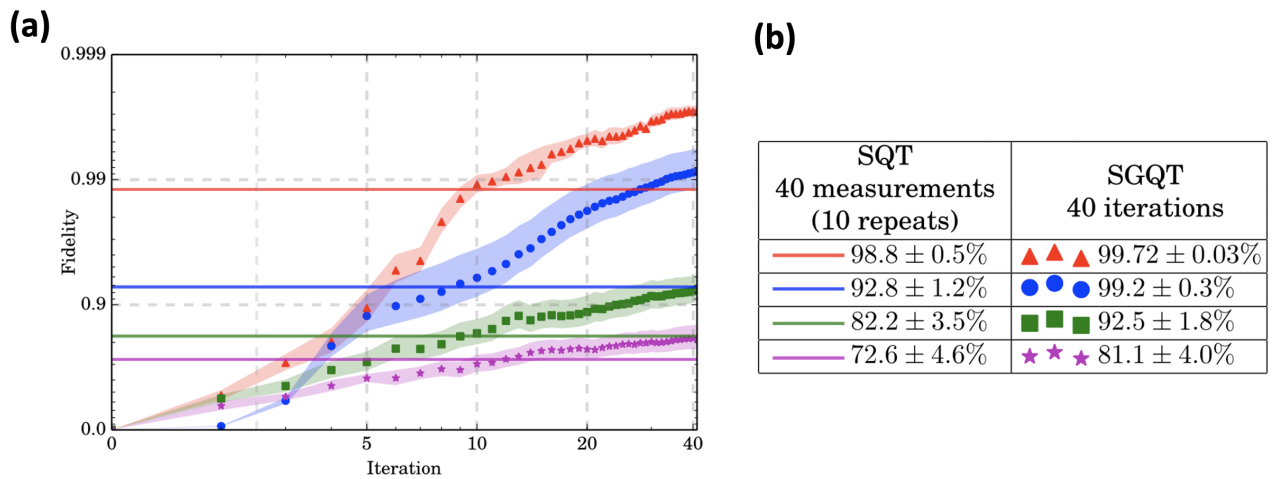 (a)
0.999
0.99
0.9
0.0
Fidelity
0
5
10
20
40
Iteration
(b)
SQT
40 measurements
(10 repeats)
SGQT
40 iterations
98.8 ± 0.5%
99.72 ± 0.03%
92.8 ± 1.2%
99.2 ± 0.3%
82.2 ± 3.5%
92.5 ± 1.8%
72.6 ± 4.6%
81.1 ± 4.0%